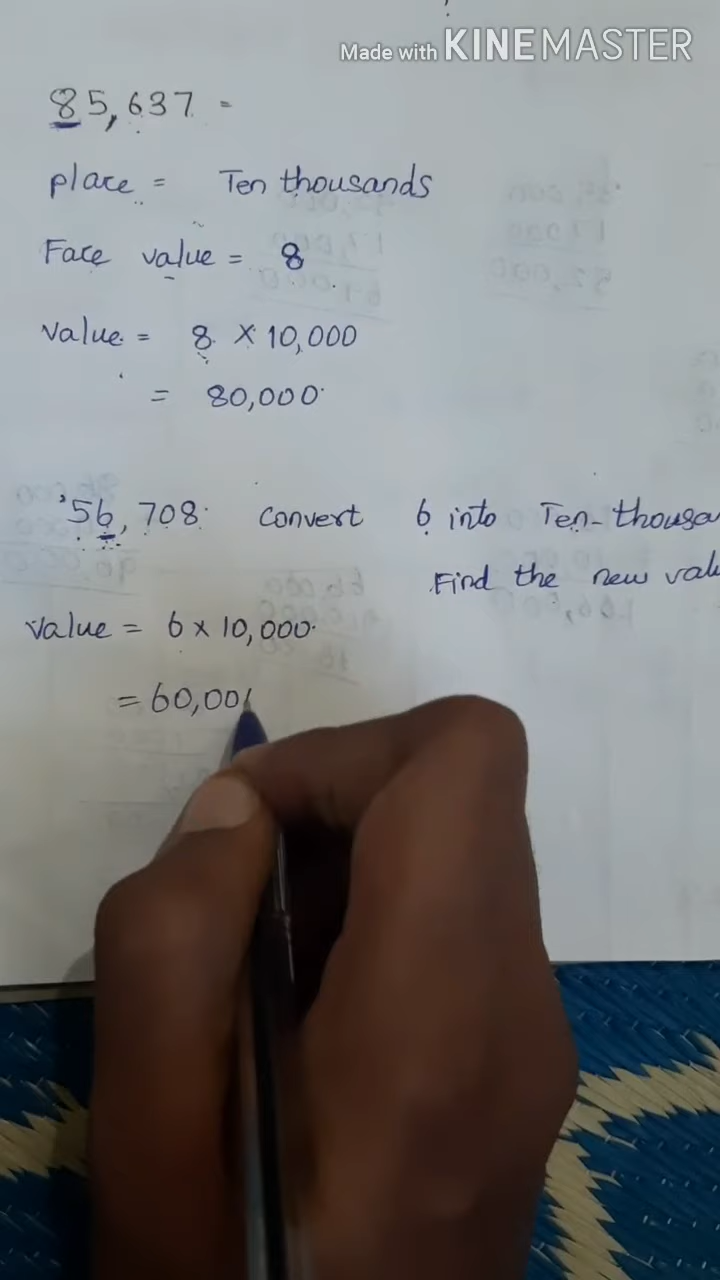 Made with KINEMASTER
85,637 =
place = Ten thousands
Face value = 8
value = 8 × 10,000
= 80,000
56,708 convert 6 into Ten-thousa
Find the new val
value = 6 × 10,000
= 60,00